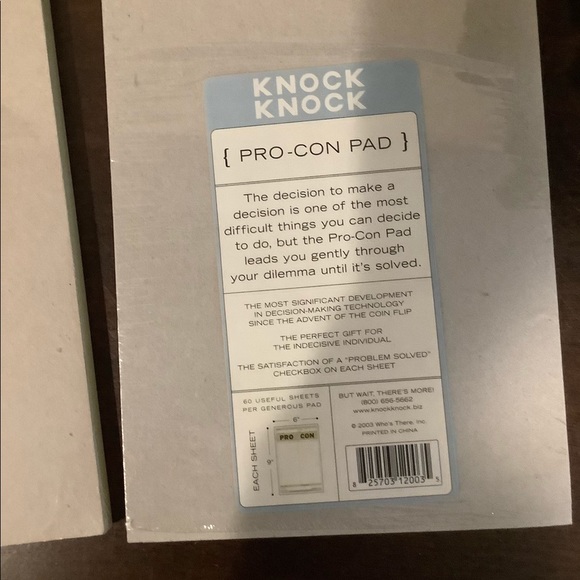 KNOCK
KNOCK
{ PRO-CON PAD }
The decision to make a
decision is one of the most
difficult things you can decide
to do, but the Pro-Con Pad
leads you gently through
your dilemma until it's solved.
THE MOST SIGNIFICANT DEVELOPMENT
IN DECISION-MAKING TECHNOLOGY
SINCE THE ADVENT OF THE COIN FLIP
THE PERFECT GIFT FOR
THE INDECISIVE INDIVIDUAL
THE SATISFACTION OF A "PROBLEM SOLVED"
CHECKBOX ON EACH SHEET
60 USEFUL SHEETS
PER GENEROUS PAD
EACH SHEET
6"
9"
PRO CON
BUT WAIT, THERE'S MORE!
(800) 656-5662
www.knockknock.biz
© 2003 Who's There, Inc.
PRINTED IN CHINA
8 25703 12003 5